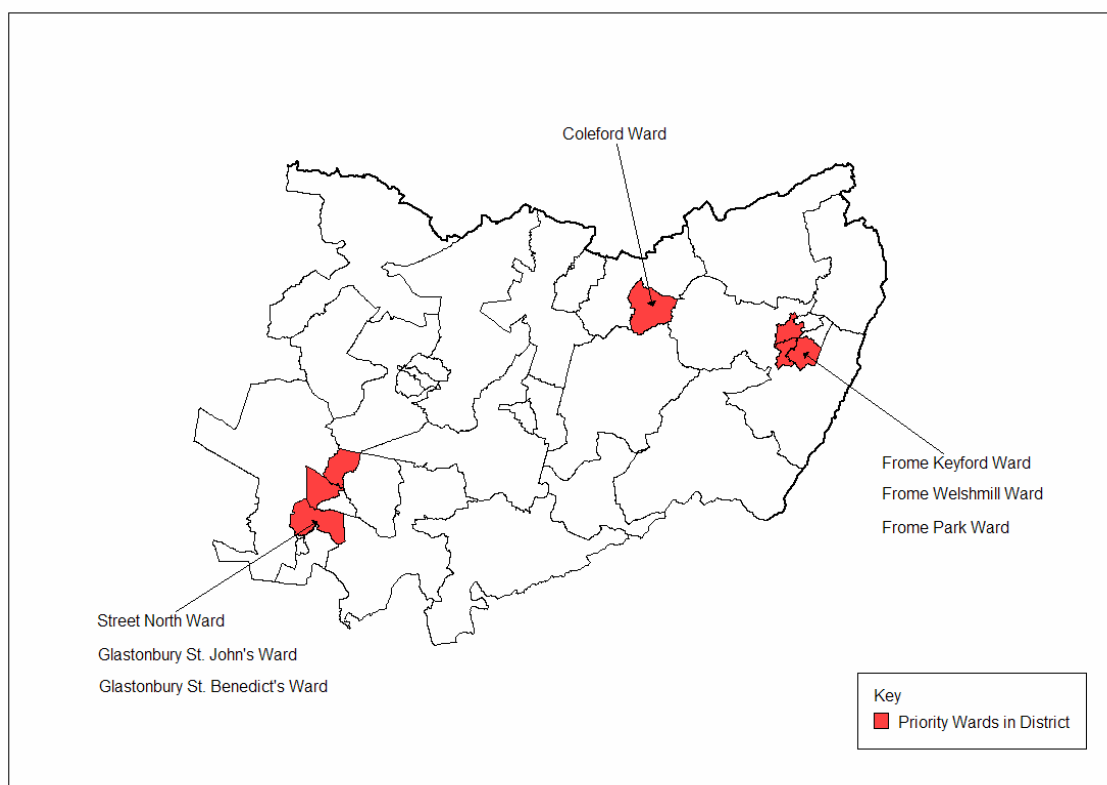 Coleford Ward
Frome Keyford Ward
Frome Welshmill Ward
Frome Park Ward
Street North Ward
Glastonbury St. John's Ward
Glastonbury St. Benedict's Ward
Key
Priority Wards in District